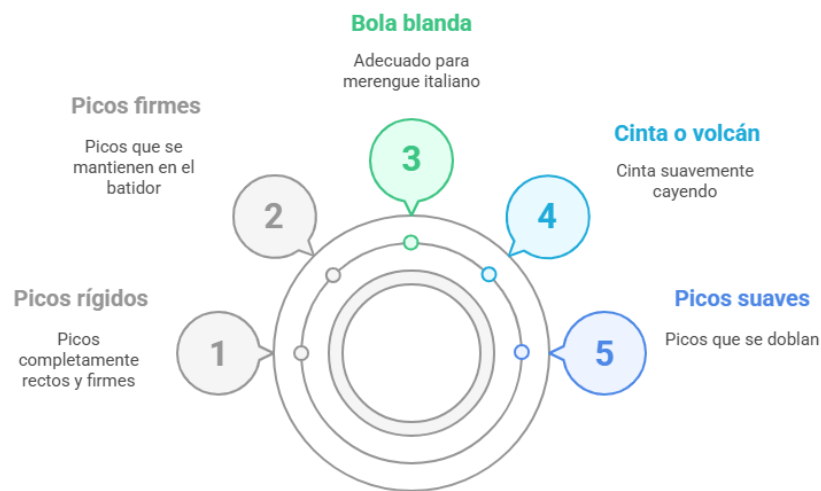 Bola blanda
Adecuado para
merengue italiano
3
Picos firmes
Picos que se
mantienen en el
batidor
2
Cinta o volcán
Cinta suavemente
cayendo
4
Picos rígidos
Picos
completamente
rectos y firmes
1
Picos suaves
Picos que se doblan
5